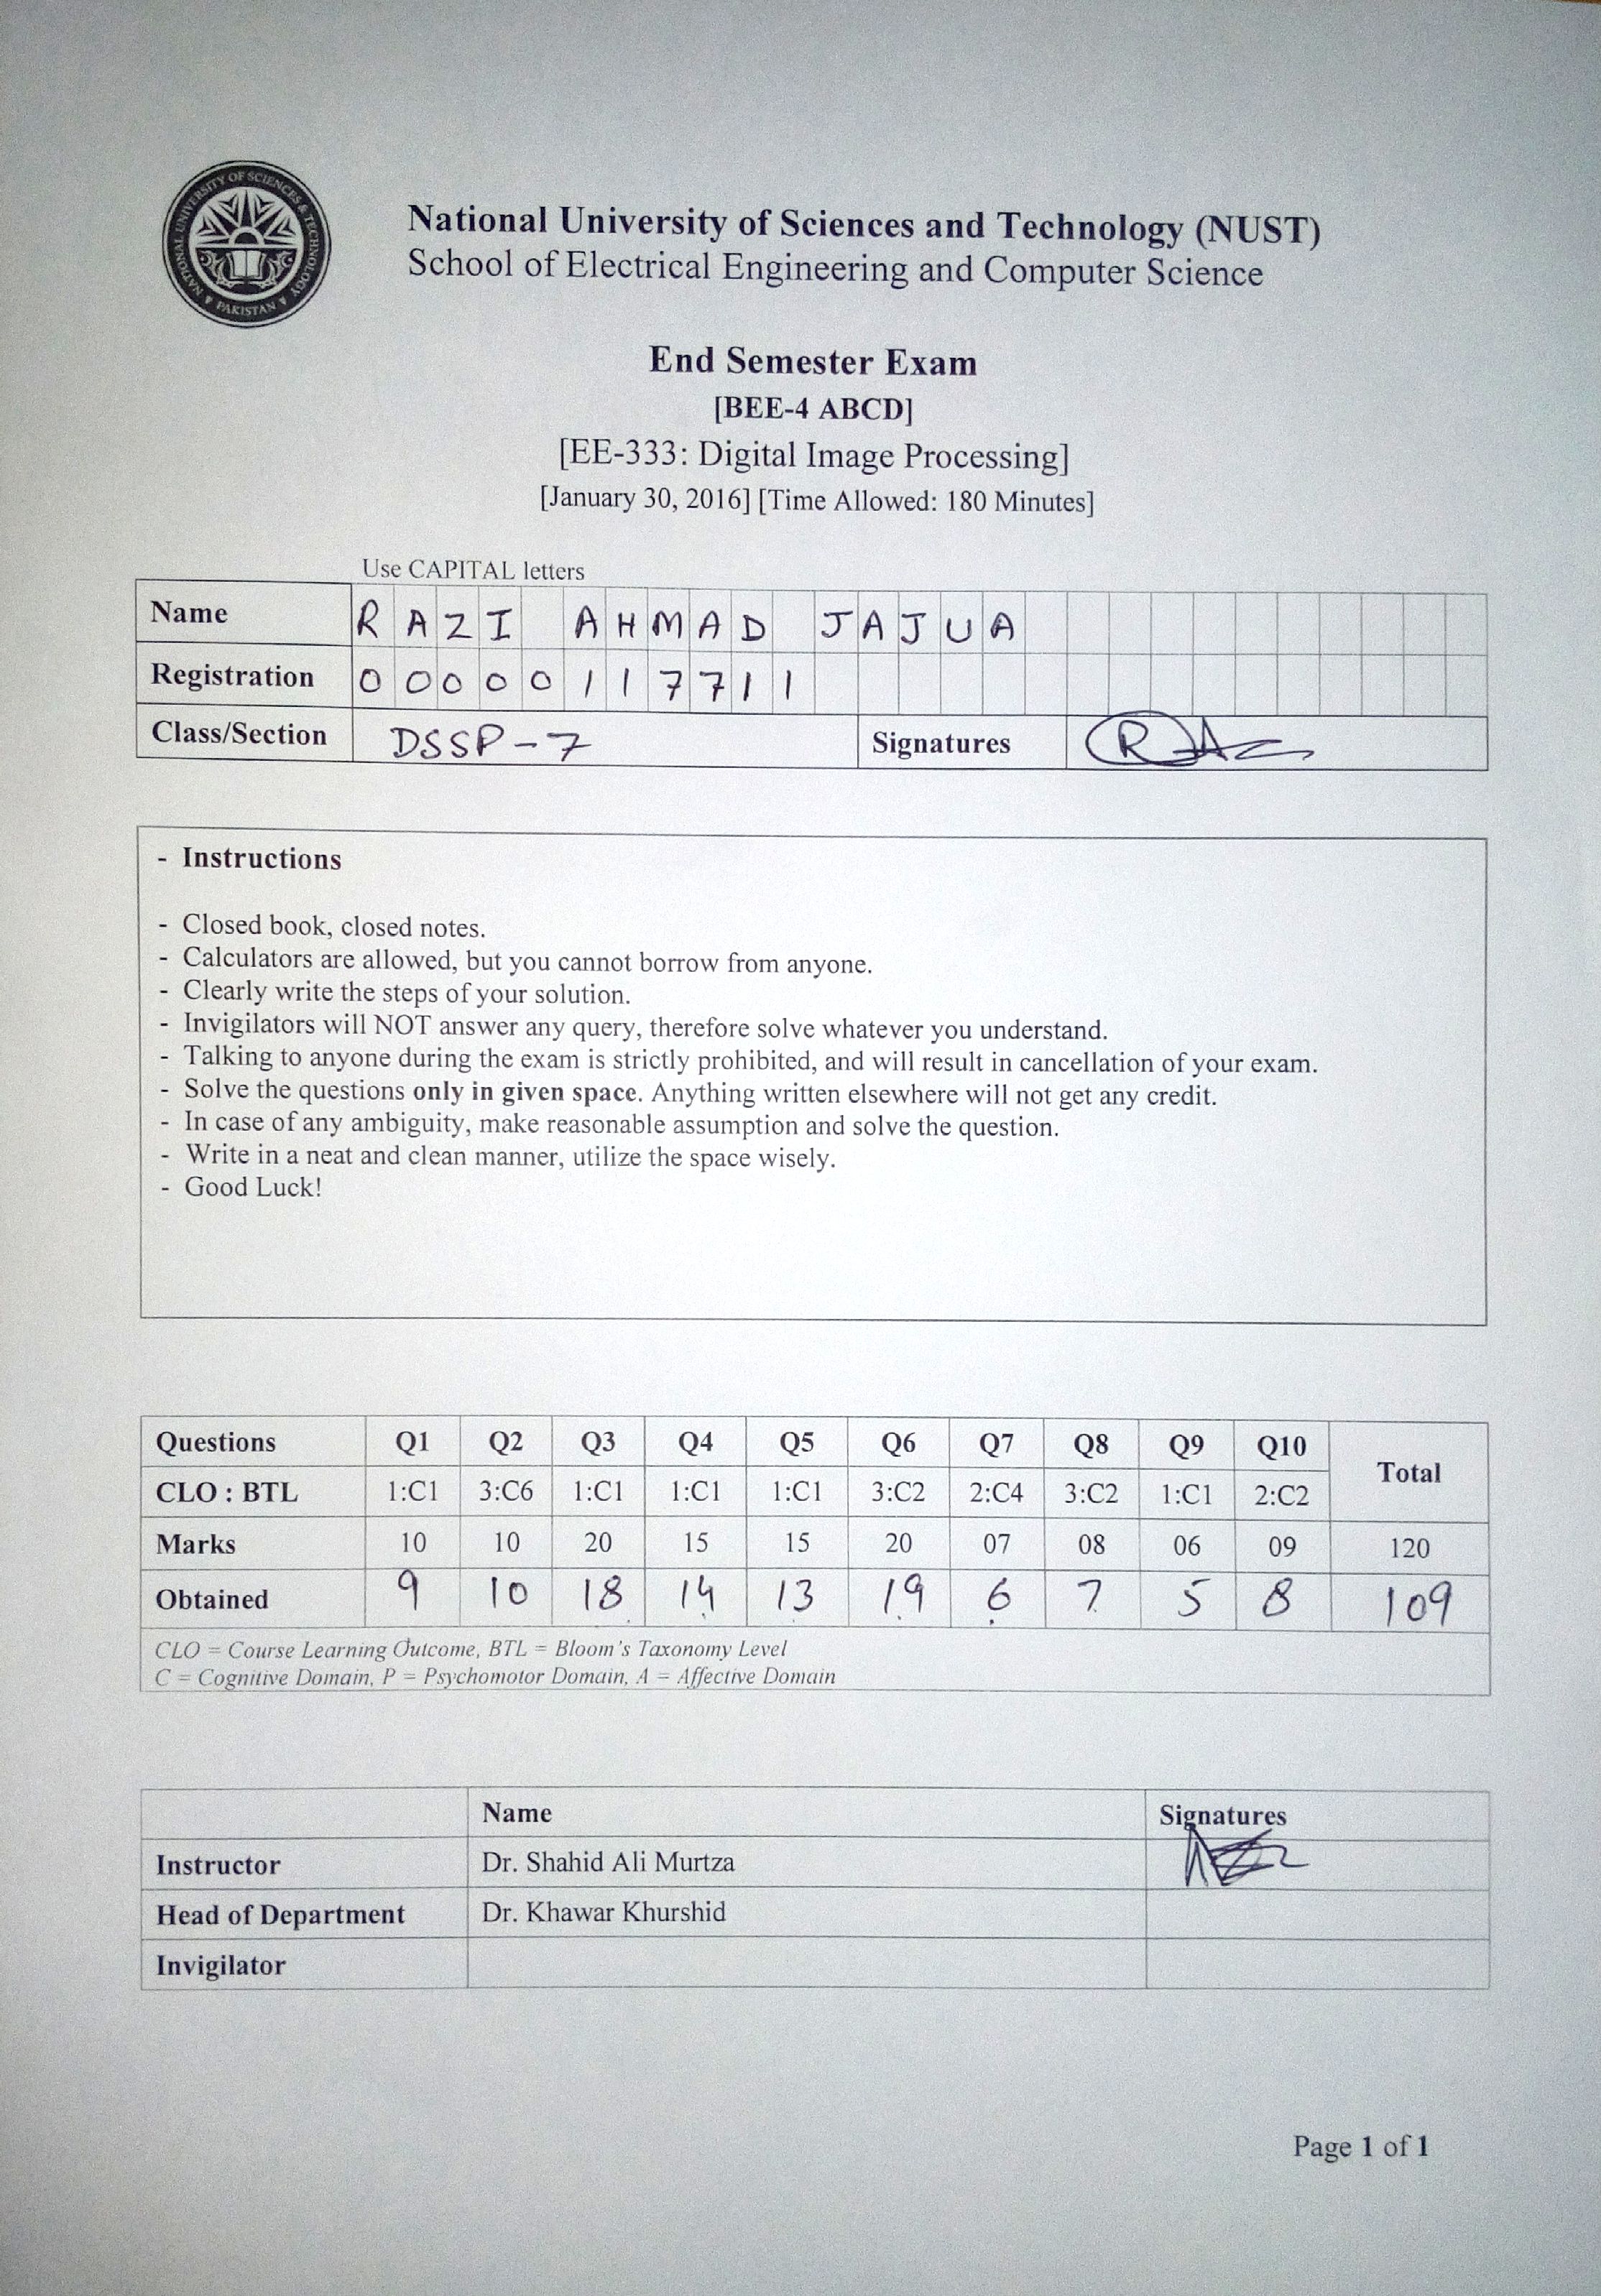 NATIONAL UNIVERSITY OF SCIENCES & TECHNOLOGY
PAKISTAN
National University of Sciences and Technology (NUST)
School of Electrical Engineering and Computer Science
End Semester Exam
[BEE-4 ABCD]
[EE-333: Digital Image Processing]
[January 30, 2016] [Time Allowed: 180 Minutes]
Use CAPITAL letters
Name RAZI AHMAD JAJUA
Registration 00000117711
Class/Section DSSP-7 Signatures
- Instructions
- Closed book, closed notes.
- Calculators are allowed, but you cannot borrow from anyone.
- Clearly write the steps of your solution.
- Invigilators will NOT answer any query, therefore solve whatever you understand.
- Talking to anyone during the exam is strictly prohibited, and will result in cancellation of your exam.
- Solve the questions only in given space. Anything written elsewhere will not get any credit.
- In case of any ambiguity, make reasonable assumption and solve the question.
- Write in a neat and clean manner, utilize the space wisely.
- Good Luck!
Questions Q1 Q2 Q3 Q4 Q5 Q6 Q7 Q8 Q9 Q10 Total
CLO : BTL 1:C1 3:C6 1:C1 1:C1 1:C1 3:C2 2:C4 3:C2 1:C1 2:C2
Marks 10 10 20 15 15 20 07 08 06 09 120
Obtained 9 10 18 14 13 19 6 7 5 8 109
CLO = Course Learning Outcome, BTL = Bloom's Taxonomy Level
C = Cognitive Domain, P = Psychomotor Domain, A = Affective Domain
Name Signatures
Instructor Dr. Shahid Ali Murtza
Head of Department Dr. Khawar Khurshid
Invigilator
Page 1 of 1